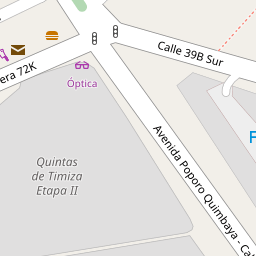 Calle 39B Sur
era 72K
Óptica
Avenida Poporo Quimbaya - Ca
Quintas
de Timiza
Etapa II
F